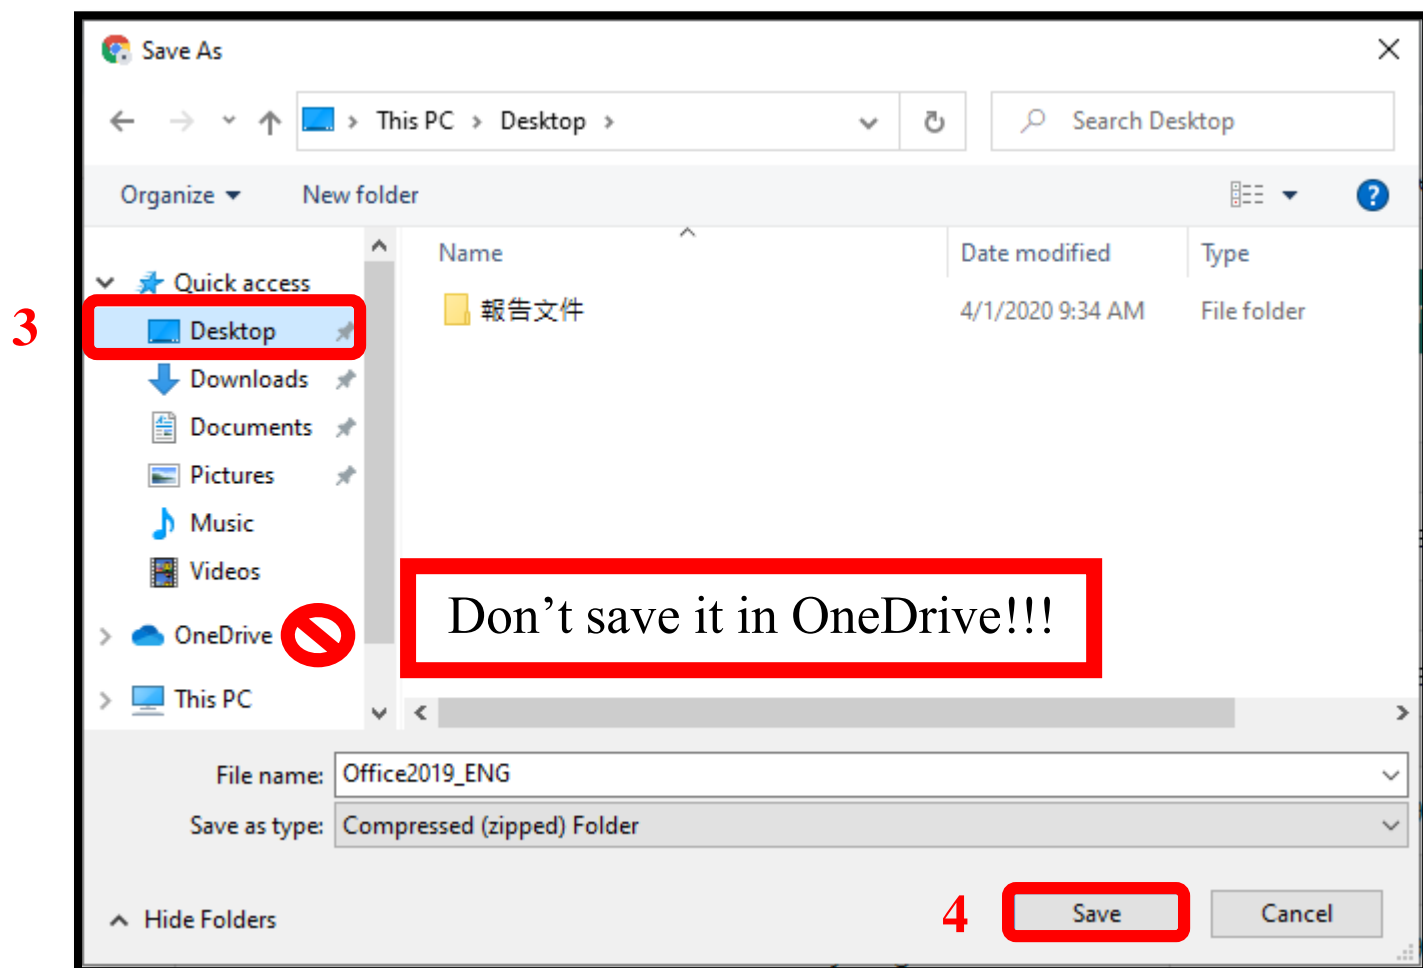 Save As
This PC > Desktop >
Search Desktop
Organize
New folder
Name
Date modified
Type
Quick access
3
Desktop
報告文件
4/1/2020 9:34 AM
File folder
Downloads
Documents
Pictures
Music
Videos
OneDrive
Don’t save it in OneDrive!!!
This PC
File name: Office2019_ENG
Save as type: Compressed (zipped) Folder
Hide Folders
4
Save
Cancel